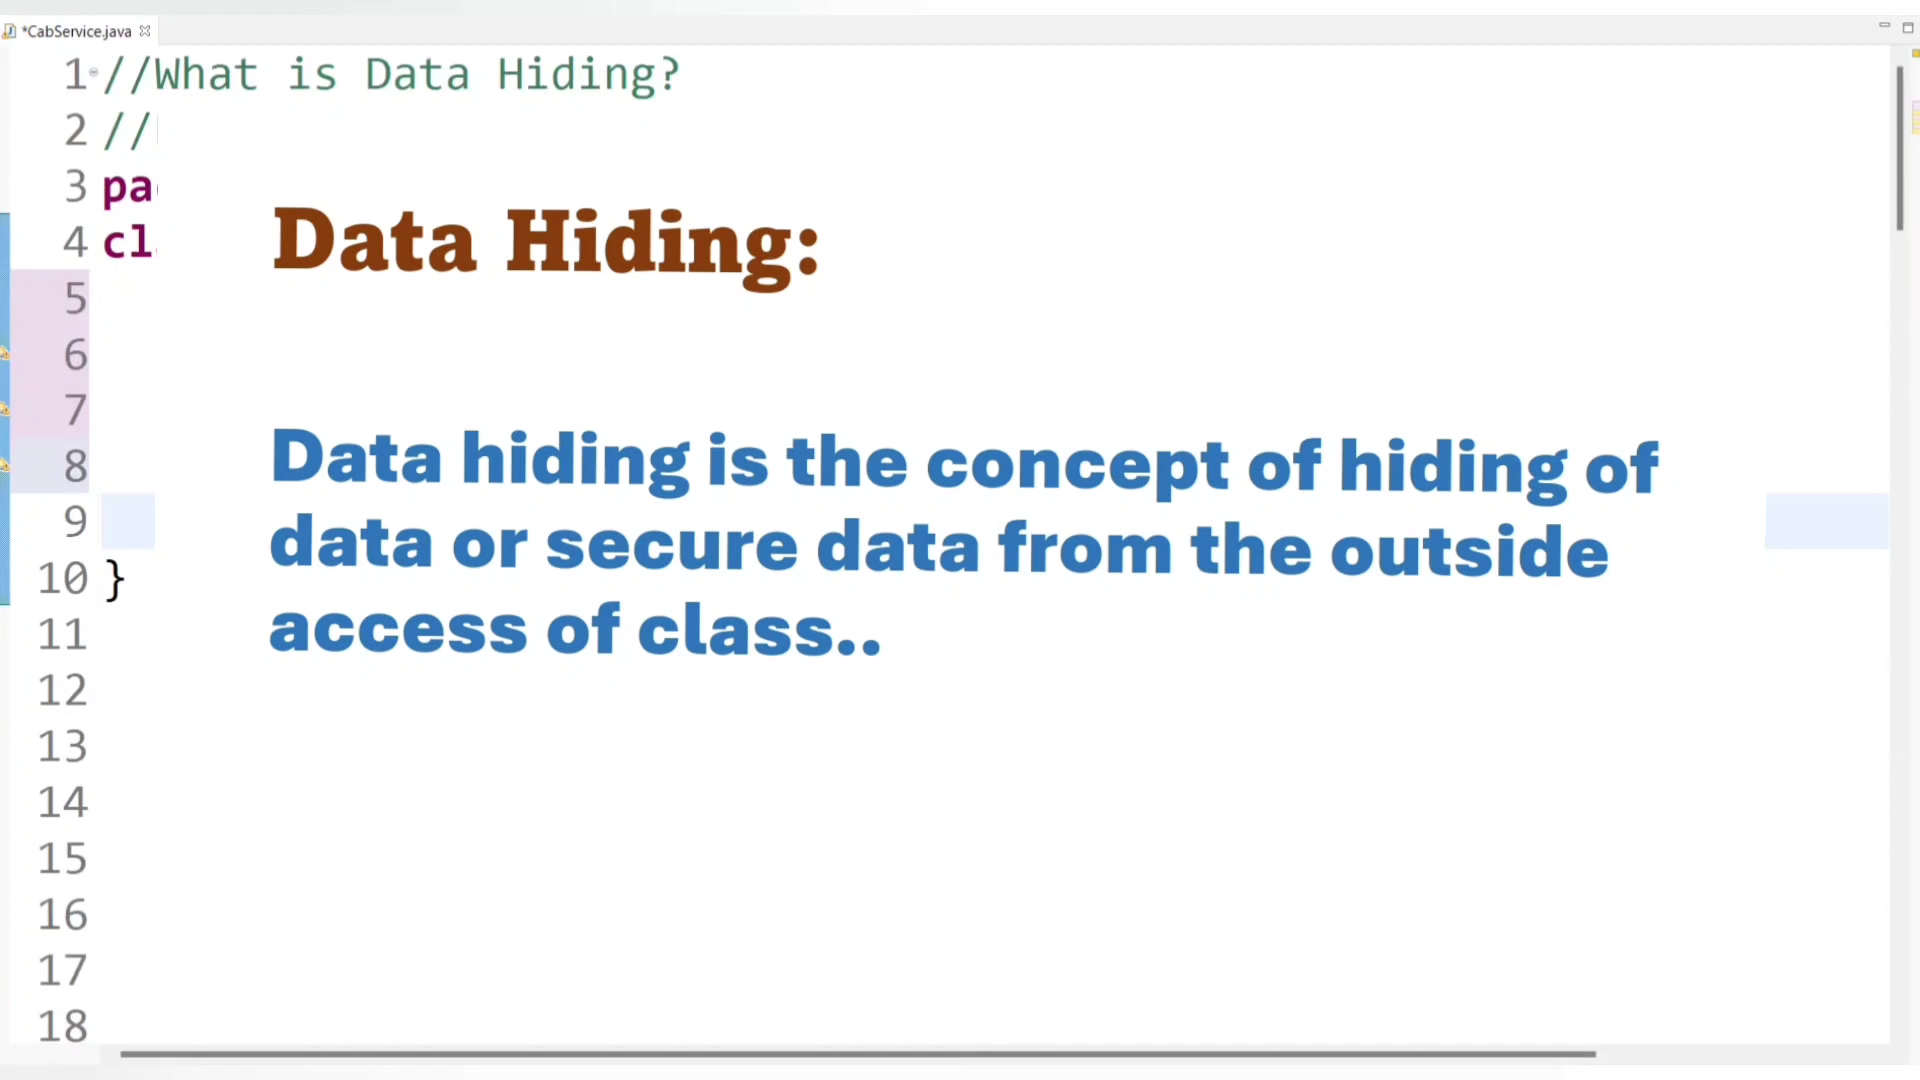 *CabService.java
1 //What is Data Hiding?
2 //
3 pa
4 cl
Data Hiding:
5
6
7
Data hiding is the concept of hiding of
8
9
data or secure data from the outside
10 }
access of class..
11
12
13
14
15
16
17
18